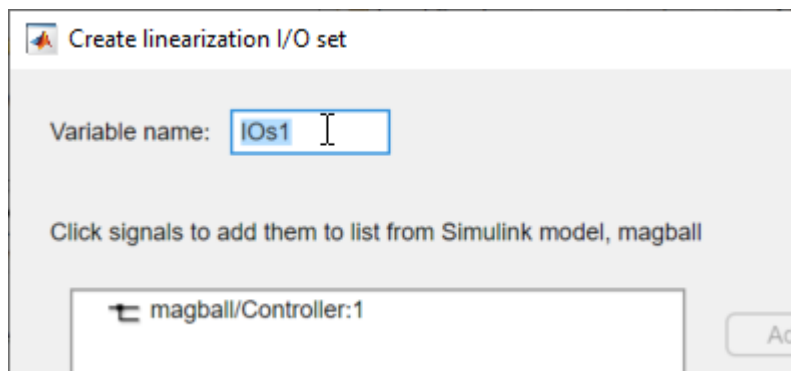 Create linearization I/O set
Variable name: IOs1
Click signals to add them to list from Simulink model, magball
magball/Controller:1